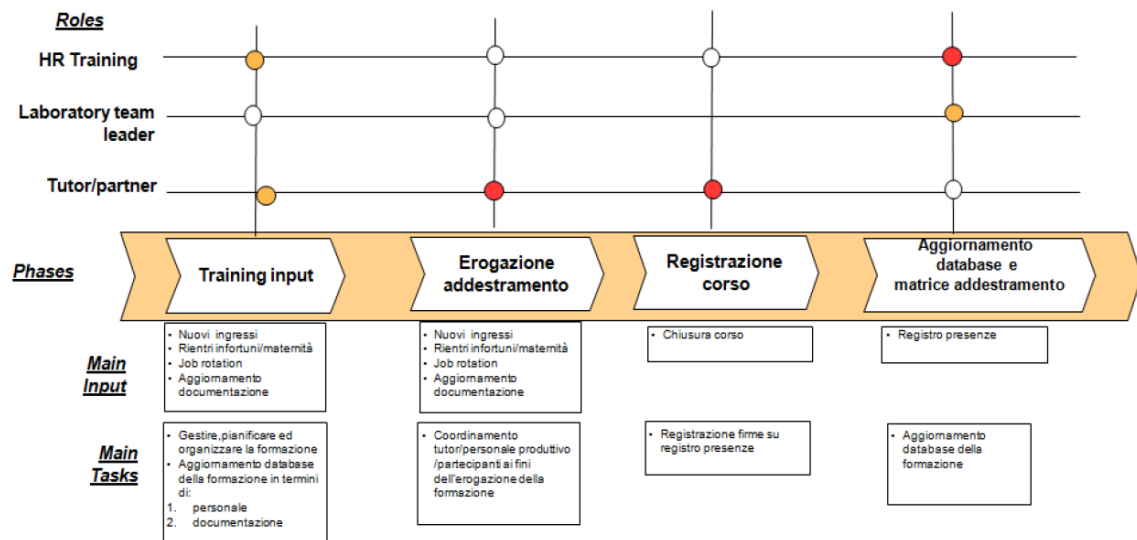 Roles
HR Training
Laboratory team
leader
Tutor/partner
Phases
Training input
Erogazione
addestramento
Registrazione
corso
Aggiornamento
database e
matrice addestramento
Main
Input
• Nuovi ingressi
• Rientri infortuni/maternità
• Job rotation
• Aggiornamento
documentazione
• Nuovi ingressi
• Rientri infortuni/maternità
• Job rotation
• Aggiornamento
documentazione
• Chiusura corso
• Registro presenze
Main
Tasks
• Gestire,pianificare ed
organizzare la formazione
• Aggiornamento database
della formazione in termini
di:
1. personale
2. documentazione
• Coordinamento
tutor/personale produttivo
/partecipanti ai fini
dell'erogazione della
formazione
• Registrazione firme su
registro presenze
• Aggiornamento
database della
formazione